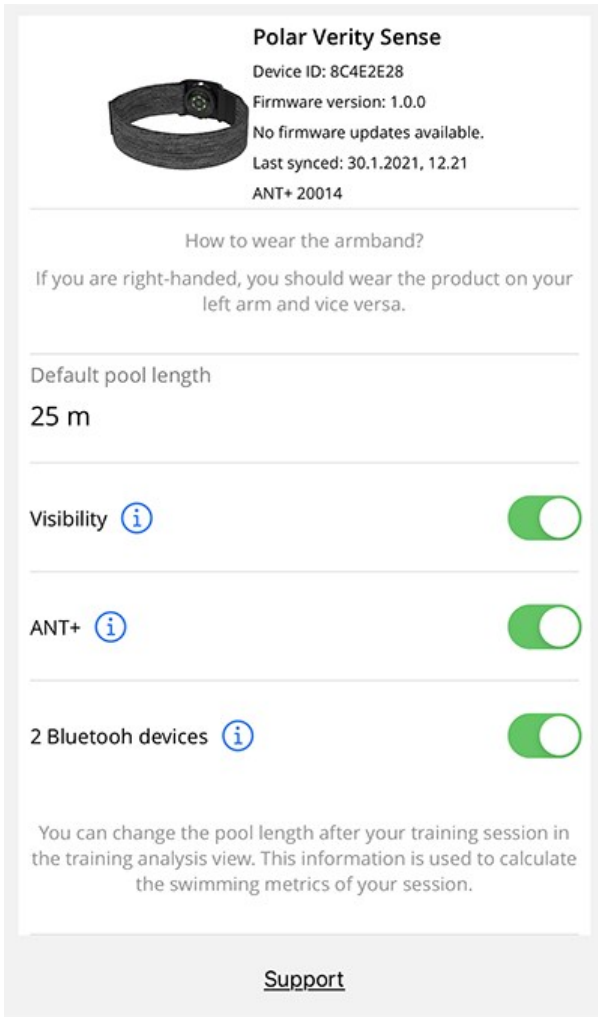 Polar Verity Sense
Device ID: 8C4E2E28
Firmware version: 1.0.0
No firmware updates available.
Last synced: 30.1.2021, 12.21
ANT+ 20014
How to wear the armband?
If you are right-handed, you should wear the product on your
left arm and vice versa.
Default pool length
25 m
Visibility
ANT+
2 Bluetooh devices
You can change the pool length after your training session in
the training analysis view. This information is used to calculate
the swimming metrics of your session.
Support